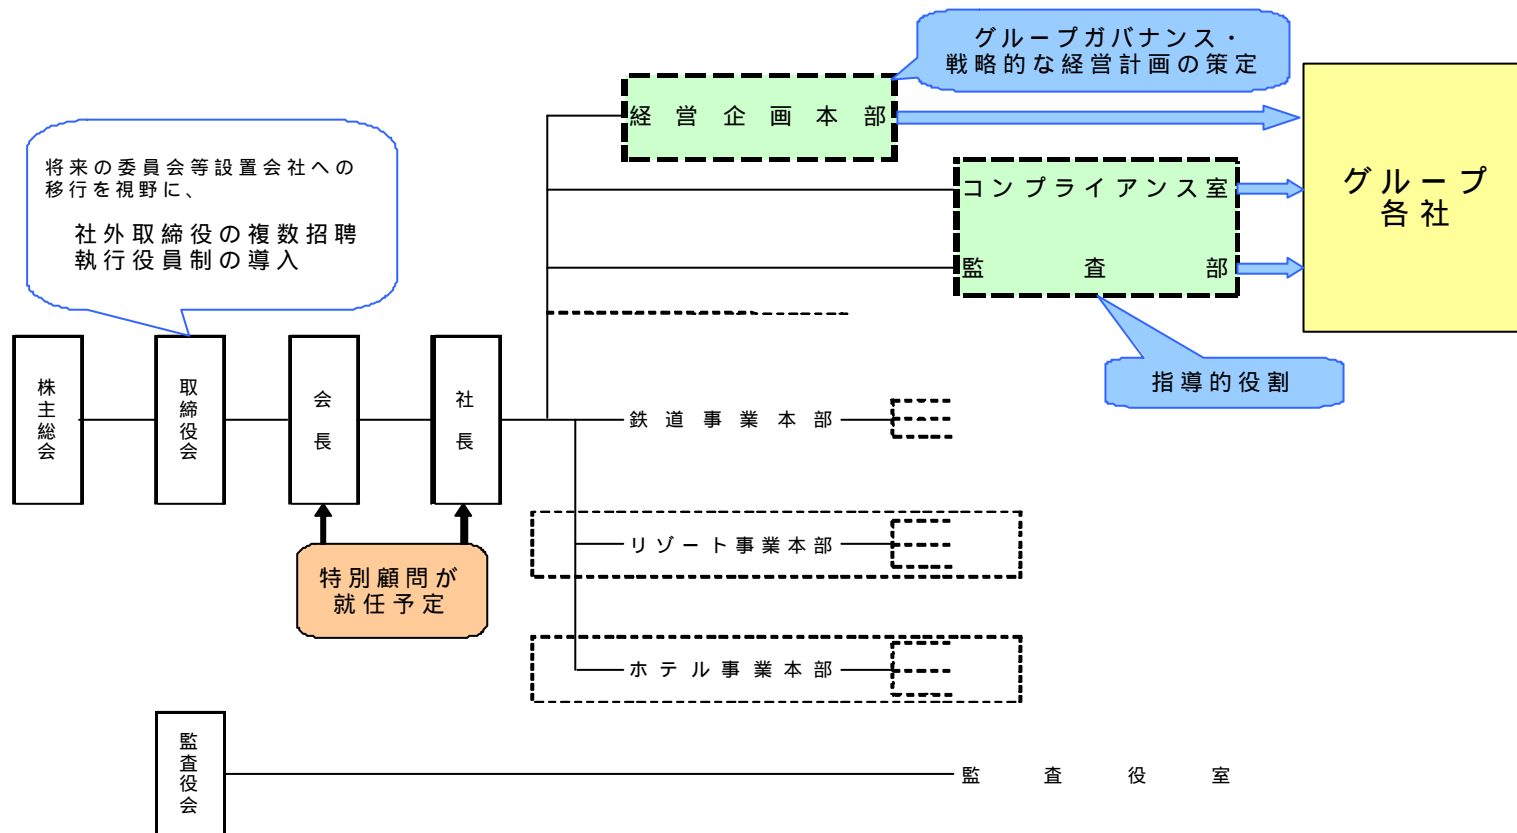 グループガバナンス・
戦略的な経営計画の策定
経営企画本部
将来の委員会等設置会社への
移行を視野に、
社外取締役の複数招聘
執行役員制の導入
コンプライアンス室
監査部
グループ
各社
指導的役割
株主総会
取締役会
会長
社長
鉄道事業本部
リゾート事業本部
特別顧問が
就任予定
ホテル事業本部
監査役会
監査役室